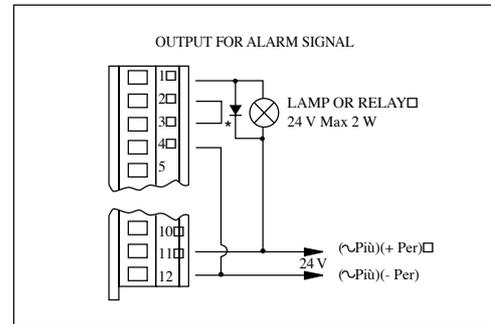 OUTPUT FOR ALARM SIGNAL
1□
2□
3□
4□
5
*
LAMP OR RELAY□
24 V Max 2 W
10□
11□
12
24 V
(∿Più)(+ Per)□
(∿Più)(- Per)